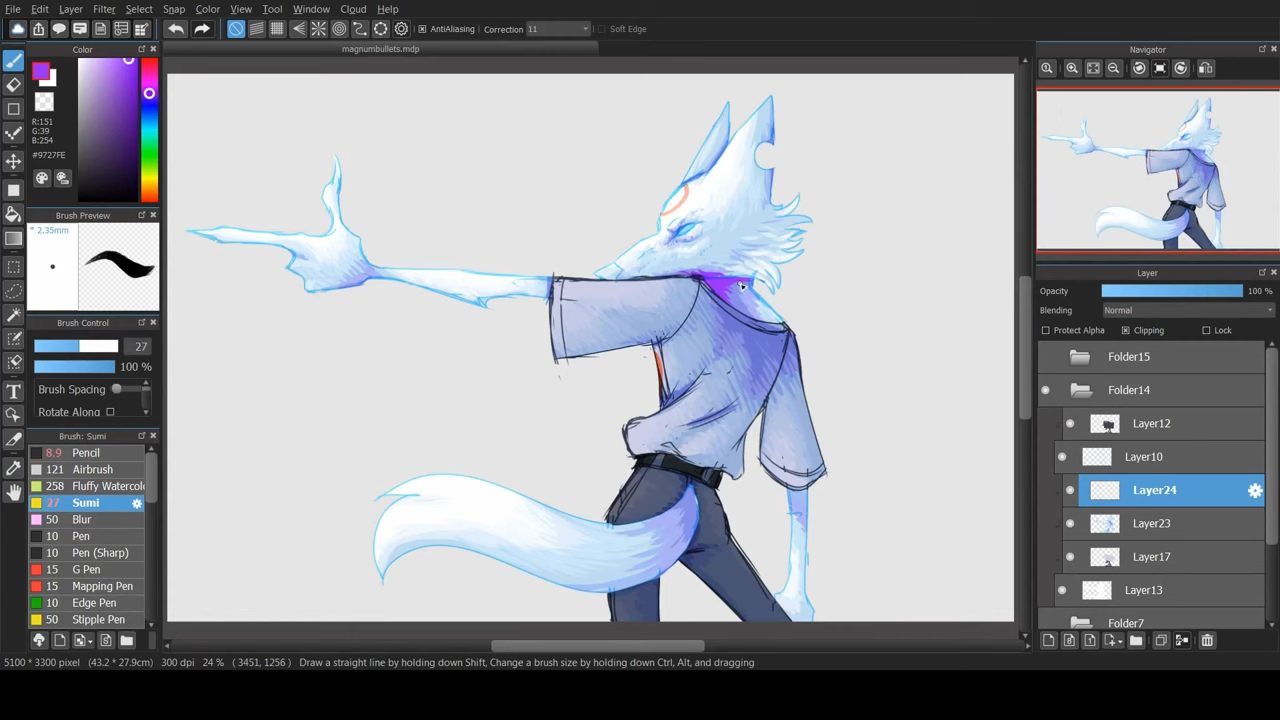 File Edit Layer Filter Select Snap Color View Tool Window Cloud Help
AntiAliasing Correction 11 Soft Edge
Color
magnumbullets.mdp
Navigator
R:151
G:39
B:254
#9727FE
Brush Preview
* 2.35mm
Brush Control
27
100 %
Brush Spacing
Rotate Along
Brush: Sumi
8.9 Pencil
121 Airbrush
258 Fluffy Watercolo
27 Sumi
50 Blur
10 Pen
10 Pen (Sharp)
15 G Pen
15 Mapping Pen
10 Edge Pen
50 Stipple Pen
Layer
Opacity 100 %
Blending Normal
Protect Alpha Clipping Lock
Folder15
Folder14
Layer12
Layer10
Layer24
Layer23
Layer17
Layer13
Folder7
5100 * 3300 pixel (43.2 * 27.9cm) 300 dpi 24 % ( 3451, 1256 ) Draw a straight line by holding down Shift, Change a brush size by holding down Ctrl, Alt, and dragging